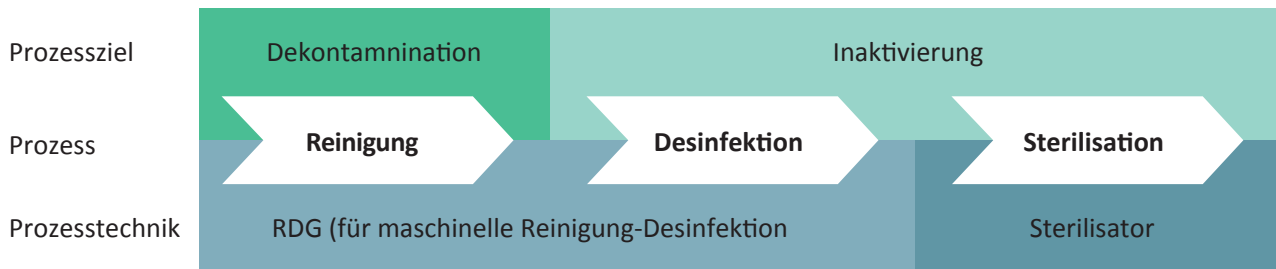 Prozessziel Dekontamnination Inaktivierung
Prozess Reinigung Desinfektion Sterilisation
Prozesstechnik RDG (für maschinelle Reinigung-Desinfektion Sterilisator